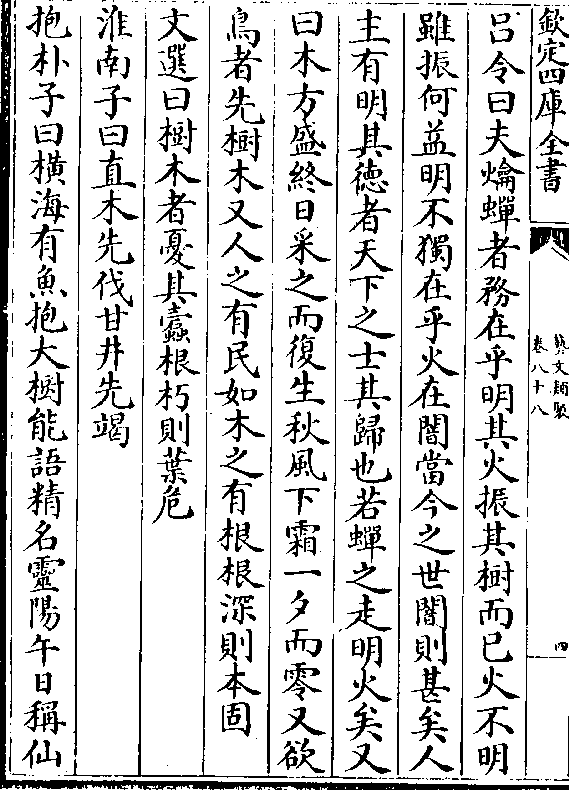 欽定四庫全書
藝文類聚
卷八十八
四
呂令曰夫爚蟬者務在乎明其火振其樹而已火不明
雖振何益明不獨在乎火在闇當今之世闇則甚矣人
主有明其德者天下之士其歸也若蟬之走明火矣又
曰木方盛終日采之而復生秋風下霜一夕而零又欲
鳥者先樹木又人之有民如木之有根根深則本固
文選曰樹木者憂其蠧根朽則葉危
淮南子曰直木先伐甘井先竭
抱朴子曰橫海有魚抱大樹能語精名靈陽午日稱仙